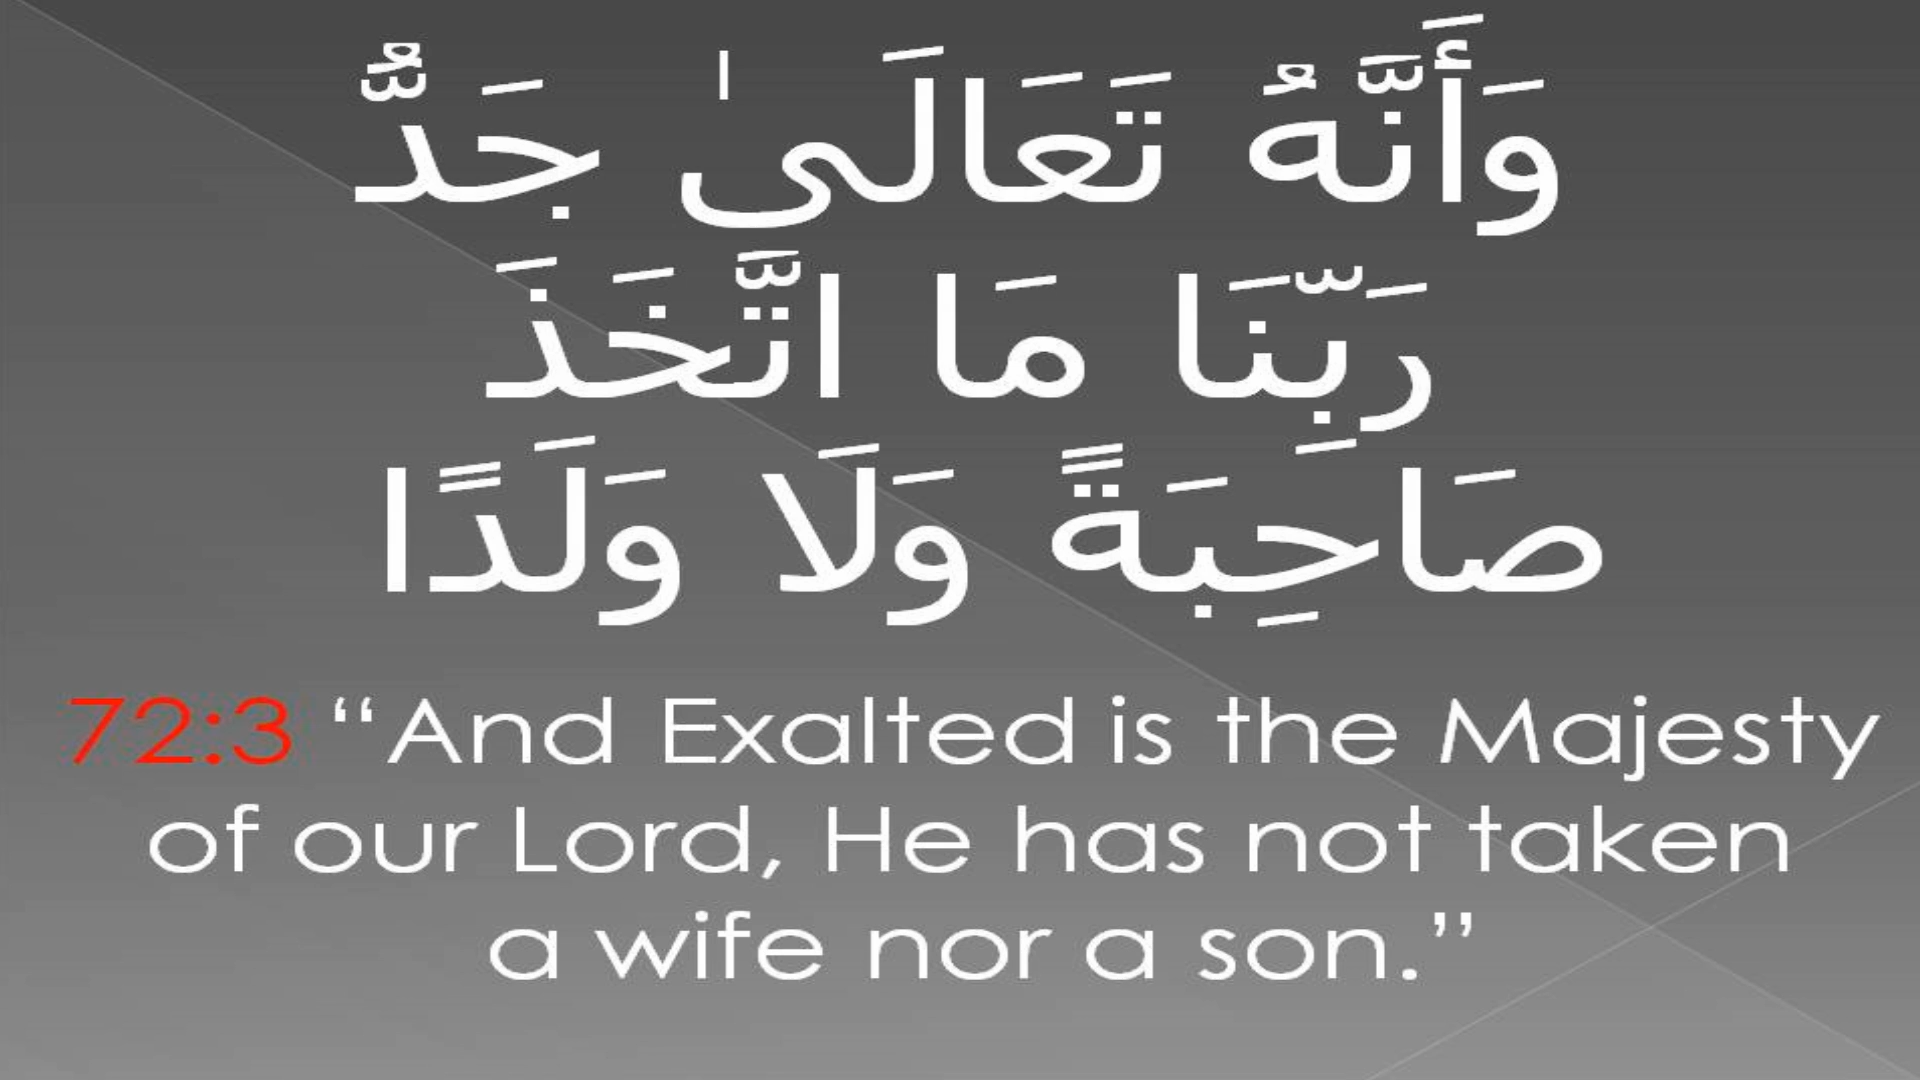 وَأَنَّهُ تَعَالَىٰ جَدُّ
رَبِّنَا مَا اتَّخَذَ
صَاحِبَةً وَلَا وَلَدًا
72:3 “And Exalted is the Majesty
of our Lord, He has not taken
a wife nor a son.”